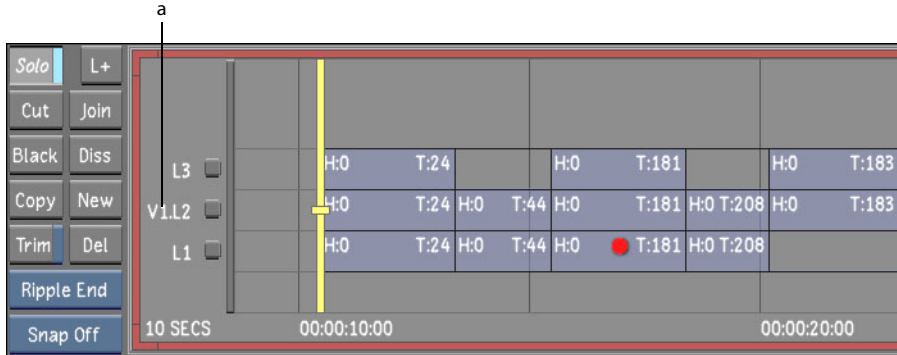 a
Solo L+
Cut Join
Black Diss
Copy New
Trim Del
Ripple End
Snap Off
L3 H:0 T:24 H:0 T:181 H:0 T:183
V1.L2 H:0 T:24 H:0 T:44 H:0 T:181 H:0 T:208 H:0 T:183
L1 H:0 T:24 H:0 T:44 H:0 T:181 H:0 T:208
10 SECS 00:00:10:00 00:00:20:00